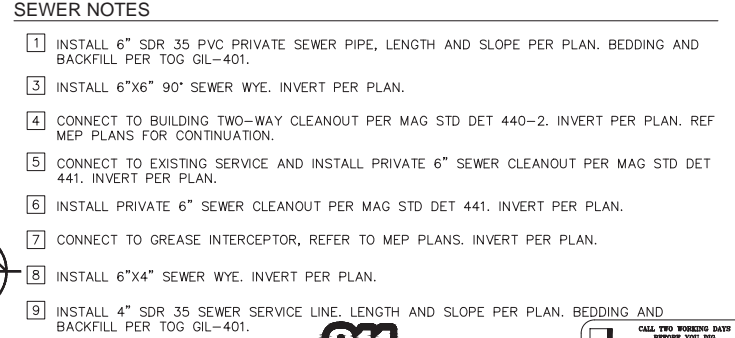 SEWER NOTES
1 INSTALL 6" SDR 35 PVC PRIVATE SEWER PIPE, LENGTH AND SLOPE PER PLAN. BEDDING AND
BACKFILL PER TOG GIL-401.
3 INSTALL 6"X6" 90° SEWER WYE. INVERT PER PLAN.
4 CONNECT TO BUILDING TWO-WAY CLEANOUT PER MAG STD DET 440-2. INVERT PER PLAN. REF
MEP PLANS FOR CONTINUATION.
5 CONNECT TO EXISTING SERVICE AND INSTALL PRIVATE 6" SEWER CLEANOUT PER MAG STD DET
441. INVERT PER PLAN.
6 INSTALL PRIVATE 6" SEWER CLEANOUT PER MAG STD DET 441. INVERT PER PLAN.
7 CONNECT TO GREASE INTERCEPTOR, REFER TO MEP PLANS. INVERT PER PLAN.
8 INSTALL 6"X4" SEWER WYE. INVERT PER PLAN.
9 INSTALL 4" SDR 35 SEWER SERVICE LINE. LENGTH AND SLOPE PER PLAN. BEDDING AND
BACKFILL PER TOG GIL-401.
811
CALL TWO WORKING DAYS
BEFORE YOU DIG